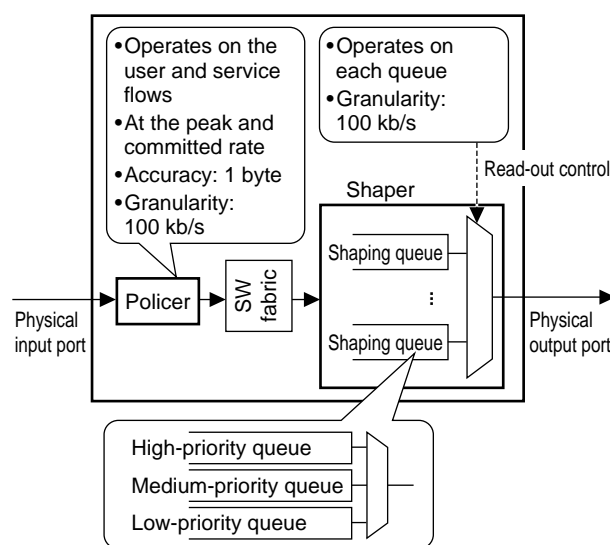 •Operates on the
user and service
flows
•At the peak and
committed rate
•Accuracy: 1 byte
•Granularity:
100 kb/s
•Operates on
each queue
•Granularity:
100 kb/s
Read-out control
Shaper
Shaping queue
...
Shaping queue
Policer
SW
fabric
Physical
input port
Physical
output port
High-priority queue
Medium-priority queue
Low-priority queue